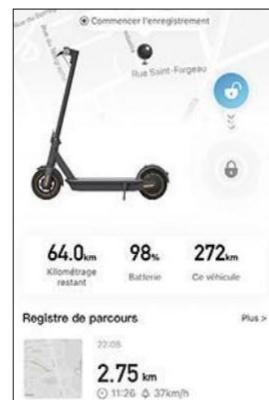 Commencer l'enregistrement
Rue Saint-Fargeau
64.0km 98% 272km
Kilométrage restant Batterie Ce véhicule
Registre de parcours Plus >
22:05
2.75 km
11:26 37km/h